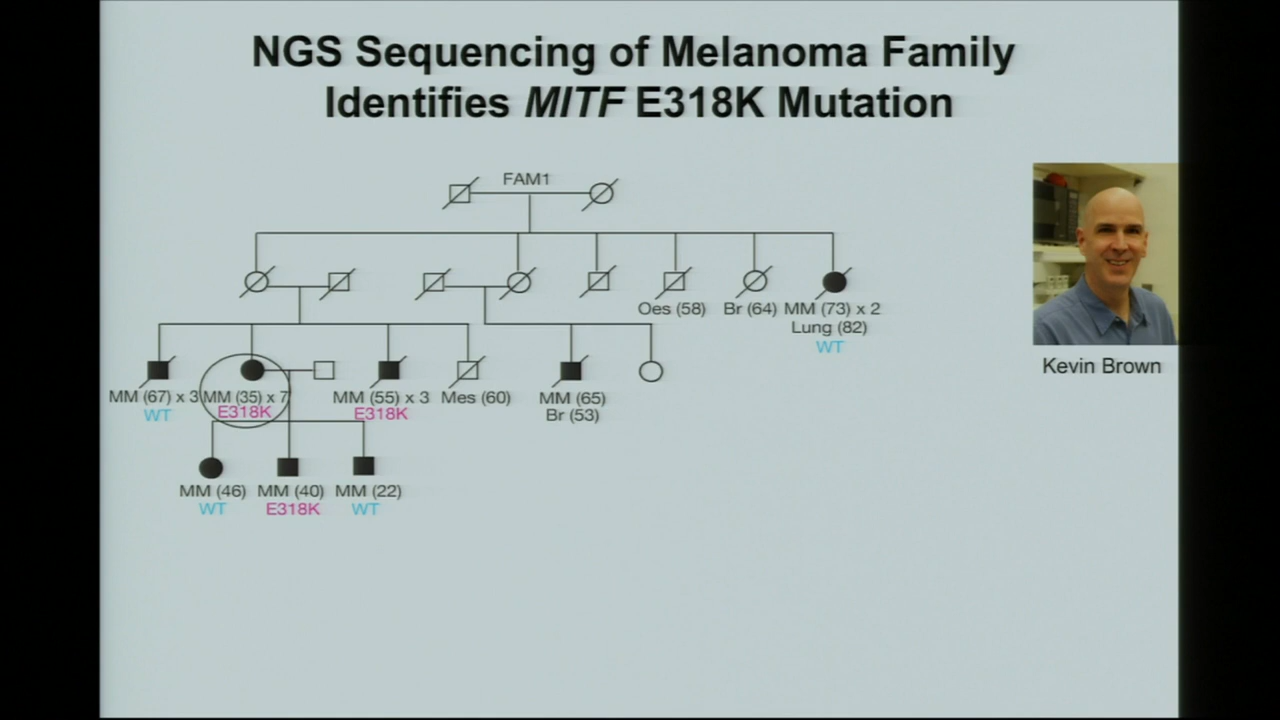 NGS Sequencing of Melanoma Family
Identifies MITF E318K Mutation
FAM1
Oes (58) Br (64) MM (73) x 2
Lung (82)
WT
Kevin Brown
MM (67) x 3 MM (35) x 7 MM (55) x 3 Mes (60) MM (65)
WT E318K E318K Br (53)
MM (46) MM (40) MM (22)
WT E318K WT